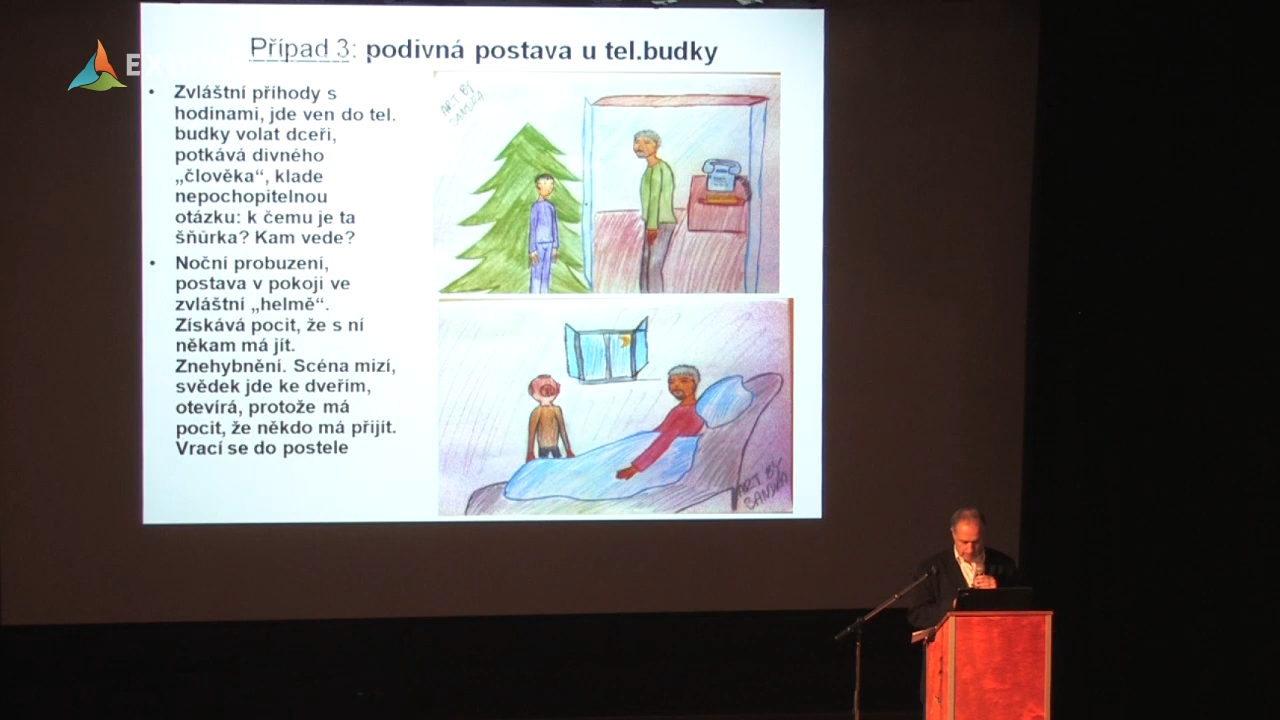 Případ 3: podivná postava u tel.budky
• Zvláštní příhody s
hodinami, jde ven do tel.
budky volat dceři,
potkává divného
„člověka“, klade
nepochopitelnou
otázku: k čemu je ta
šňůrka? Kam vede?
• Noční probuzení,
postava v pokoji ve
zvláštní „helmě“.
Získává pocit, že s ní
někam má jít.
Znehybnění. Scéna mizí,
svědek jde ke dveřím,
otevírá, protože má
pocit, že někdo má přijít.
Vrací se do postele
ART BY
SANDRA
ART BY
SANDRA